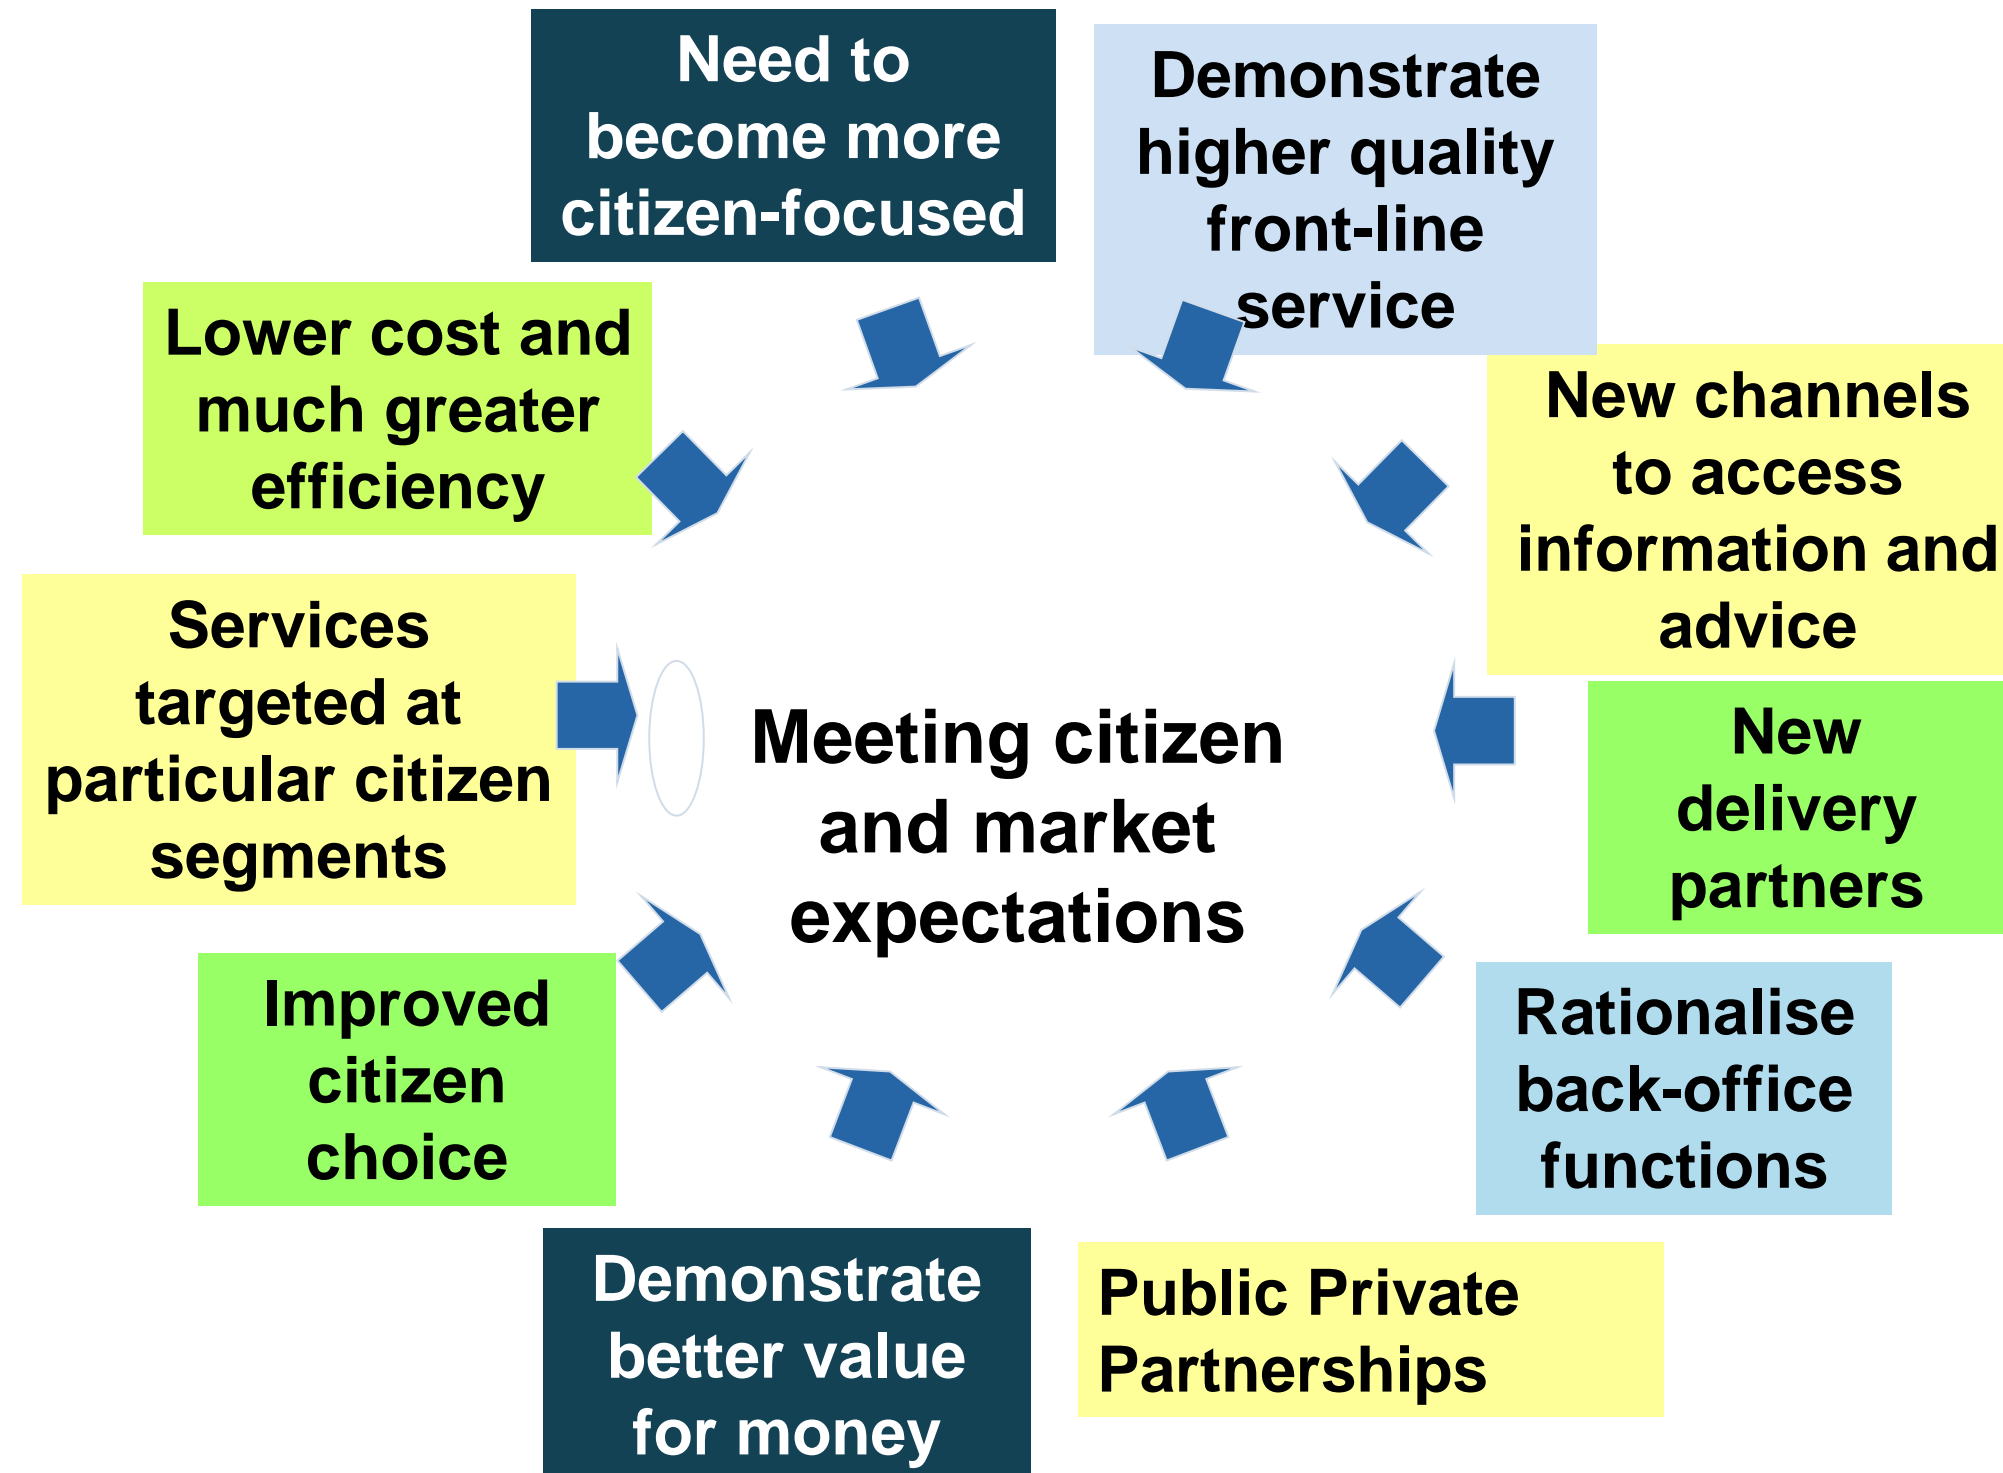 Need to
become more
citizen-focused
Demonstrate
higher quality
front-line
service
Lower cost and
much greater
efficiency
New channels
to access
information and
advice
Services
targeted at
particular citizen
segments
Meeting citizen
and market
expectations
New
delivery
partners
Improved
citizen
choice
Rationalise
back-office
functions
Demonstrate
better value
for money
Public Private
Partnerships